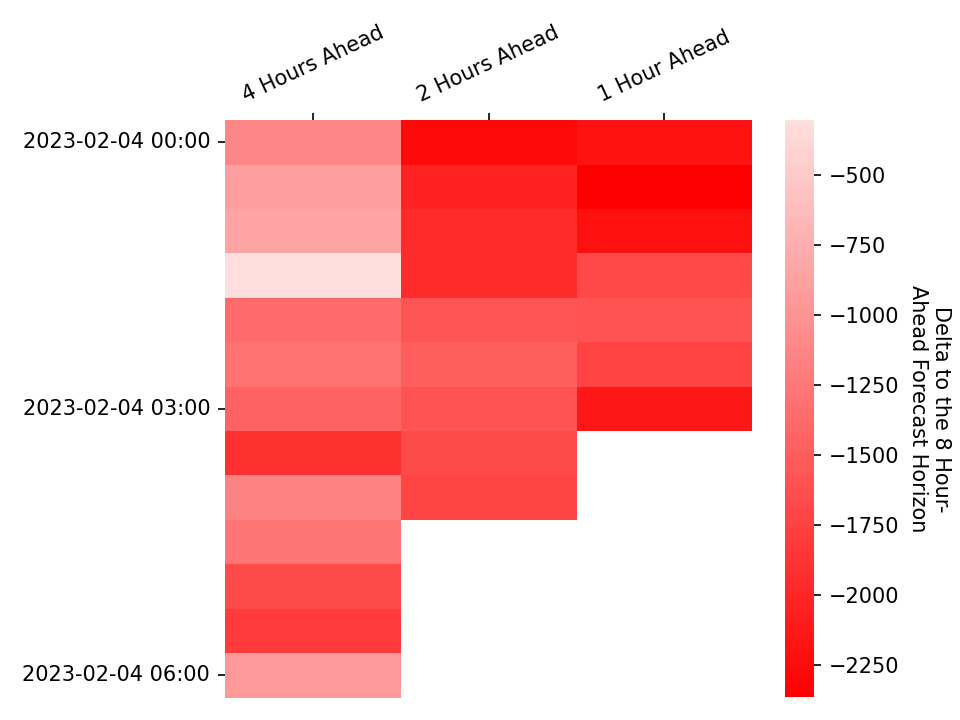 4 Hours Ahead
2 Hours Ahead
1 Hour Ahead
2023-02-04 00:00
2023-02-04 03:00
2023-02-04 06:00
−500
−750
−1000
−1250
−1500
−1750
−2000
−2250
Delta to the 8 Hour-
Ahead Forecast Horizon